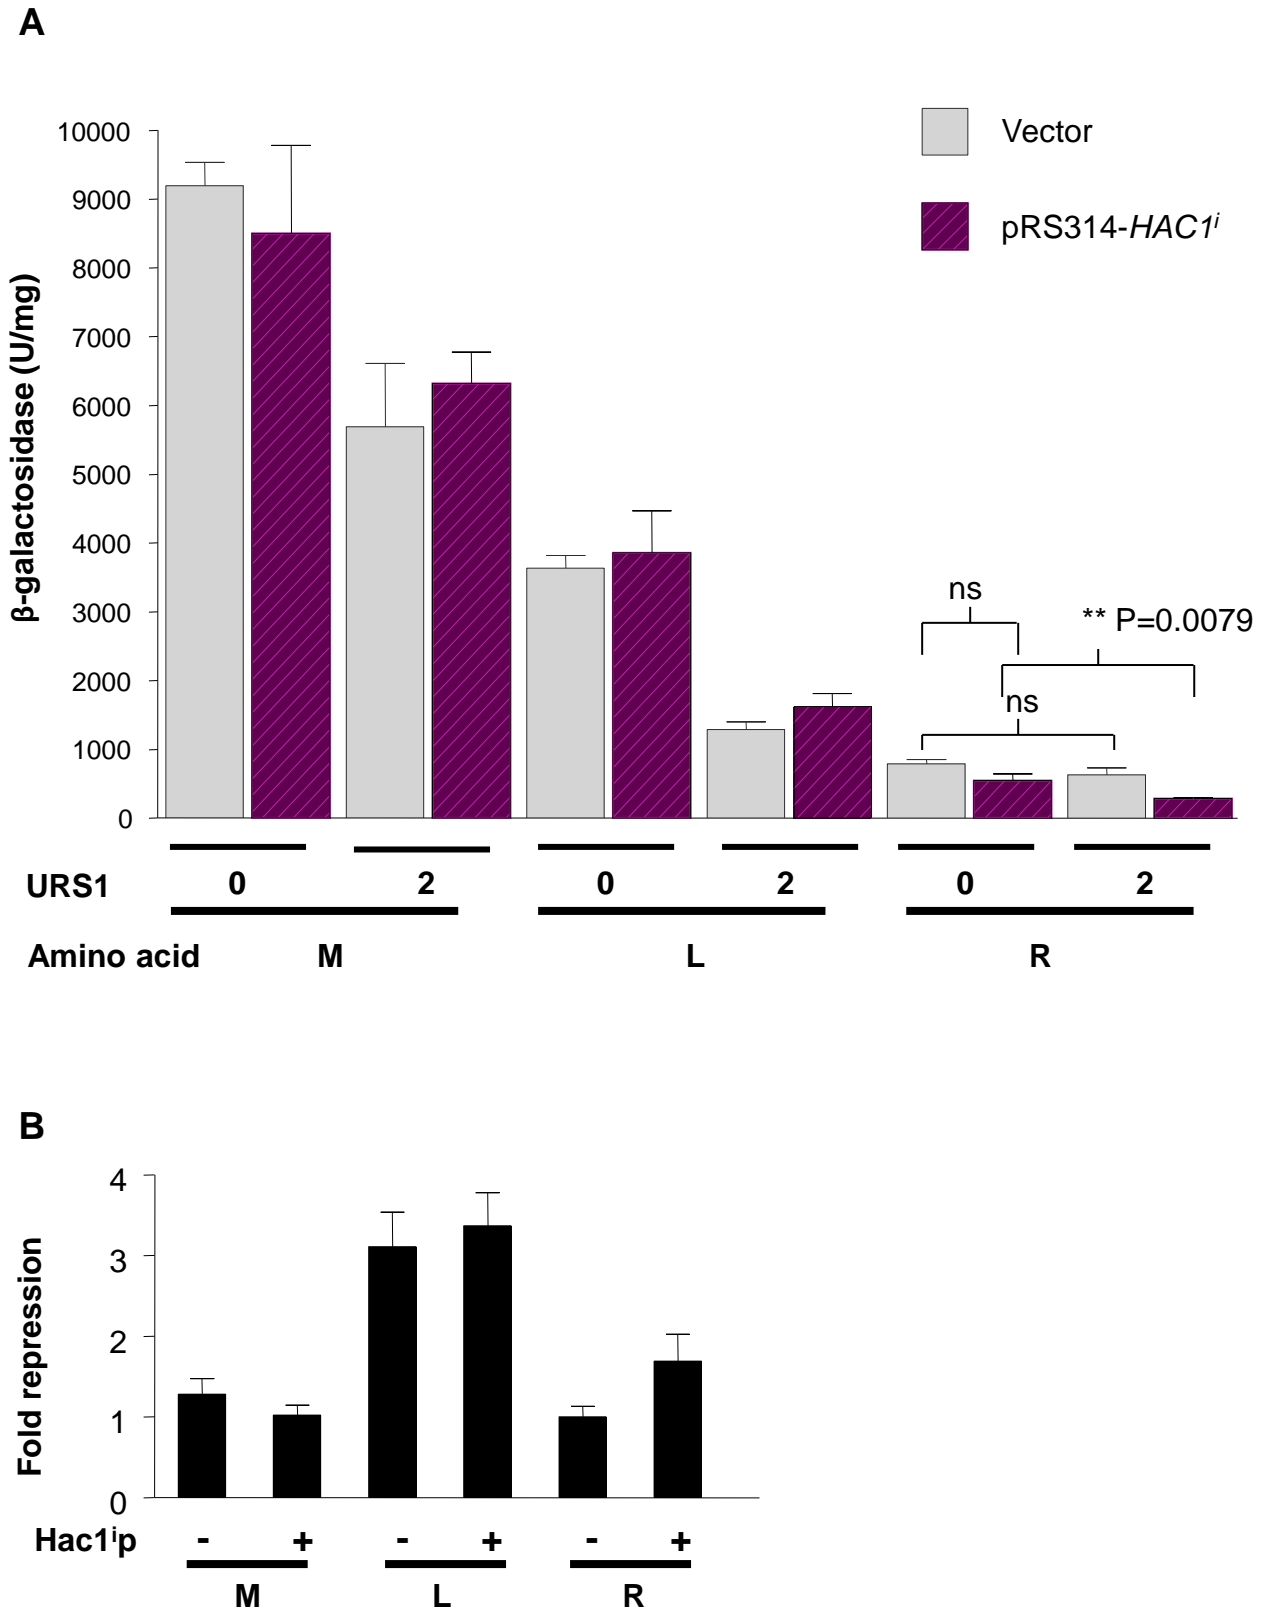 A
10000
9000
8000
7000
6000
5000
4000
3000
2000
1000
0
β-galactosidase (U/mg)
Vector
pRS314-HAC1ⁱ
ns
** P=0.0079
ns
URS1 0 2 0 2 0 2
Amino acid M L R
B
4
3
2
1
0
Fold repression
Hac1ⁱp - + - + - +
M L R